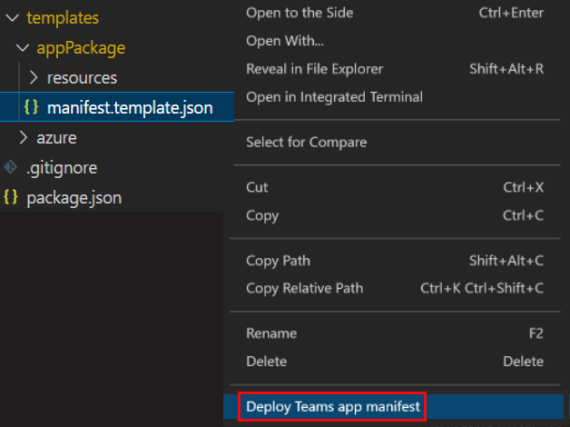 templates
appPackage
resources
{} manifest.template.json
azure
.gitignore
{} package.json
Open to the Side Ctrl+Enter
Open With...
Reveal in File Explorer Shift+Alt+R
Open in Integrated Terminal
Select for Compare
Cut Ctrl+X
Copy Ctrl+C
Copy Path Shift+Alt+C
Copy Relative Path Ctrl+K Ctrl+Shift+C
Rename F2
Delete Delete
Deploy Teams app manifest